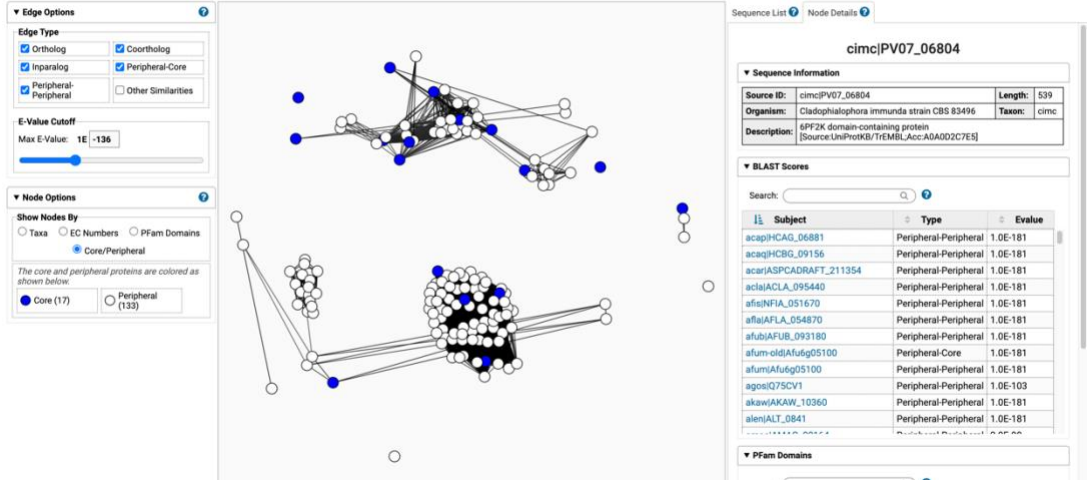 ▼ Edge Options
Edge Type
Ortholog
Coortholog
Inparalog
Peripheral-Core
Peripheral-
Peripheral
Other Similarities
E-Value Cutoff
Max E-Value: 1E -136
▼ Node Options
Show Nodes By
Taxa
EC Numbers
PFam Domains
Core/Peripheral
The core and peripheral proteins are colored as
shown below.
Core (17)
Peripheral
(133)
Sequence List
Node Details
cimc|PV07_06804
▼ Sequence Information
Source ID: cimc|PV07_06804 Length: 539
Organism: Cladophialophora immunda strain CBS 83496 Taxon: cimc
Description: 6PF2K domain-containing protein
[Source:UniProtKB/TrEMBL;Acc:A0A0D2C7E5]
▼ BLAST Scores
Search:
Subject Type Evalue
acap|HCAG_06881 Peripheral-Peripheral 1.0E-181
acaq|HCBG_09156 Peripheral-Peripheral 1.0E-181
acar|ASPCADRAFT_211354 Peripheral-Peripheral 1.0E-181
acla|ACLA_095440 Peripheral-Peripheral 1.0E-181
afis|NFIA_051670 Peripheral-Peripheral 1.0E-181
afla|AFLA_054870 Peripheral-Peripheral 1.0E-181
afub|AFUB_093180 Peripheral-Peripheral 1.0E-181
afum-old|Afu6g05100 Peripheral-Core 1.0E-181
afum|Afu6g05100 Peripheral-Peripheral 1.0E-181
agos|Q75CV1 Peripheral-Peripheral 1.0E-103
akaw|AKAW_10360 Peripheral-Peripheral 1.0E-181
alen|ALT_0841 Peripheral-Peripheral 1.0E-181
▼ PFam Domains